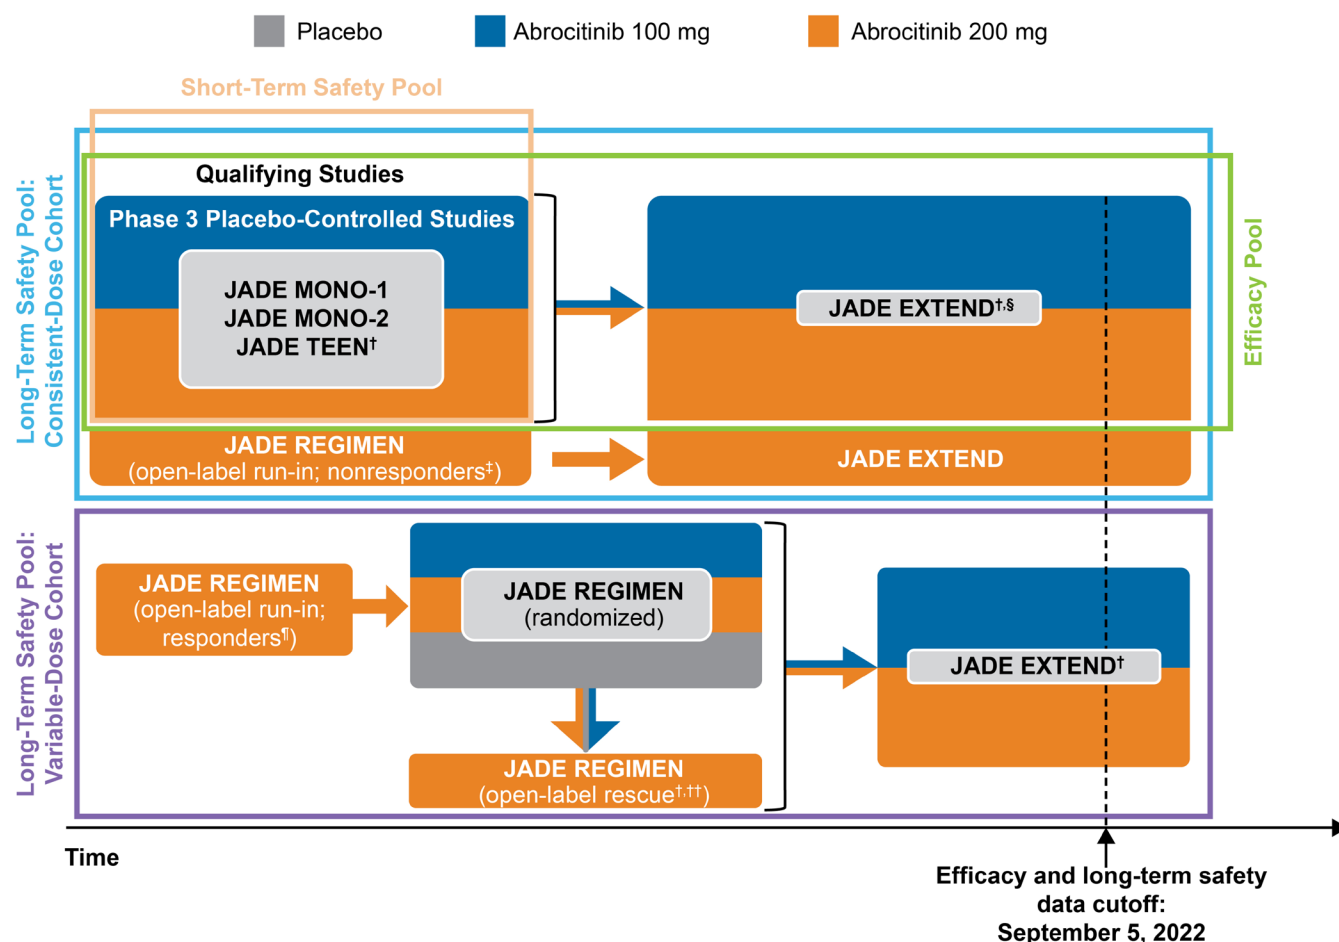 Placebo
Abrocitinib 100 mg
Abrocitinib 200 mg
Short-Term Safety Pool
Long-Term Safety Pool:
Consistent-Dose Cohort
Qualifying Studies
Phase 3 Placebo-Controlled Studies
JADE MONO-1
JADE MONO-2
JADE TEEN†
JADE EXTEND†,§
Efficacy Pool
JADE REGIMEN
(open-label run-in; nonresponders‡)
JADE EXTEND
Long-Term Safety Pool:
Variable-Dose Cohort
JADE REGIMEN
(open-label run-in;
responders¶)
JADE REGIMEN
(randomized)
JADE EXTEND†
JADE REGIMEN
(open-label rescue†,††)
Time
Efficacy and long-term safety
data cutoff:
September 5, 2022